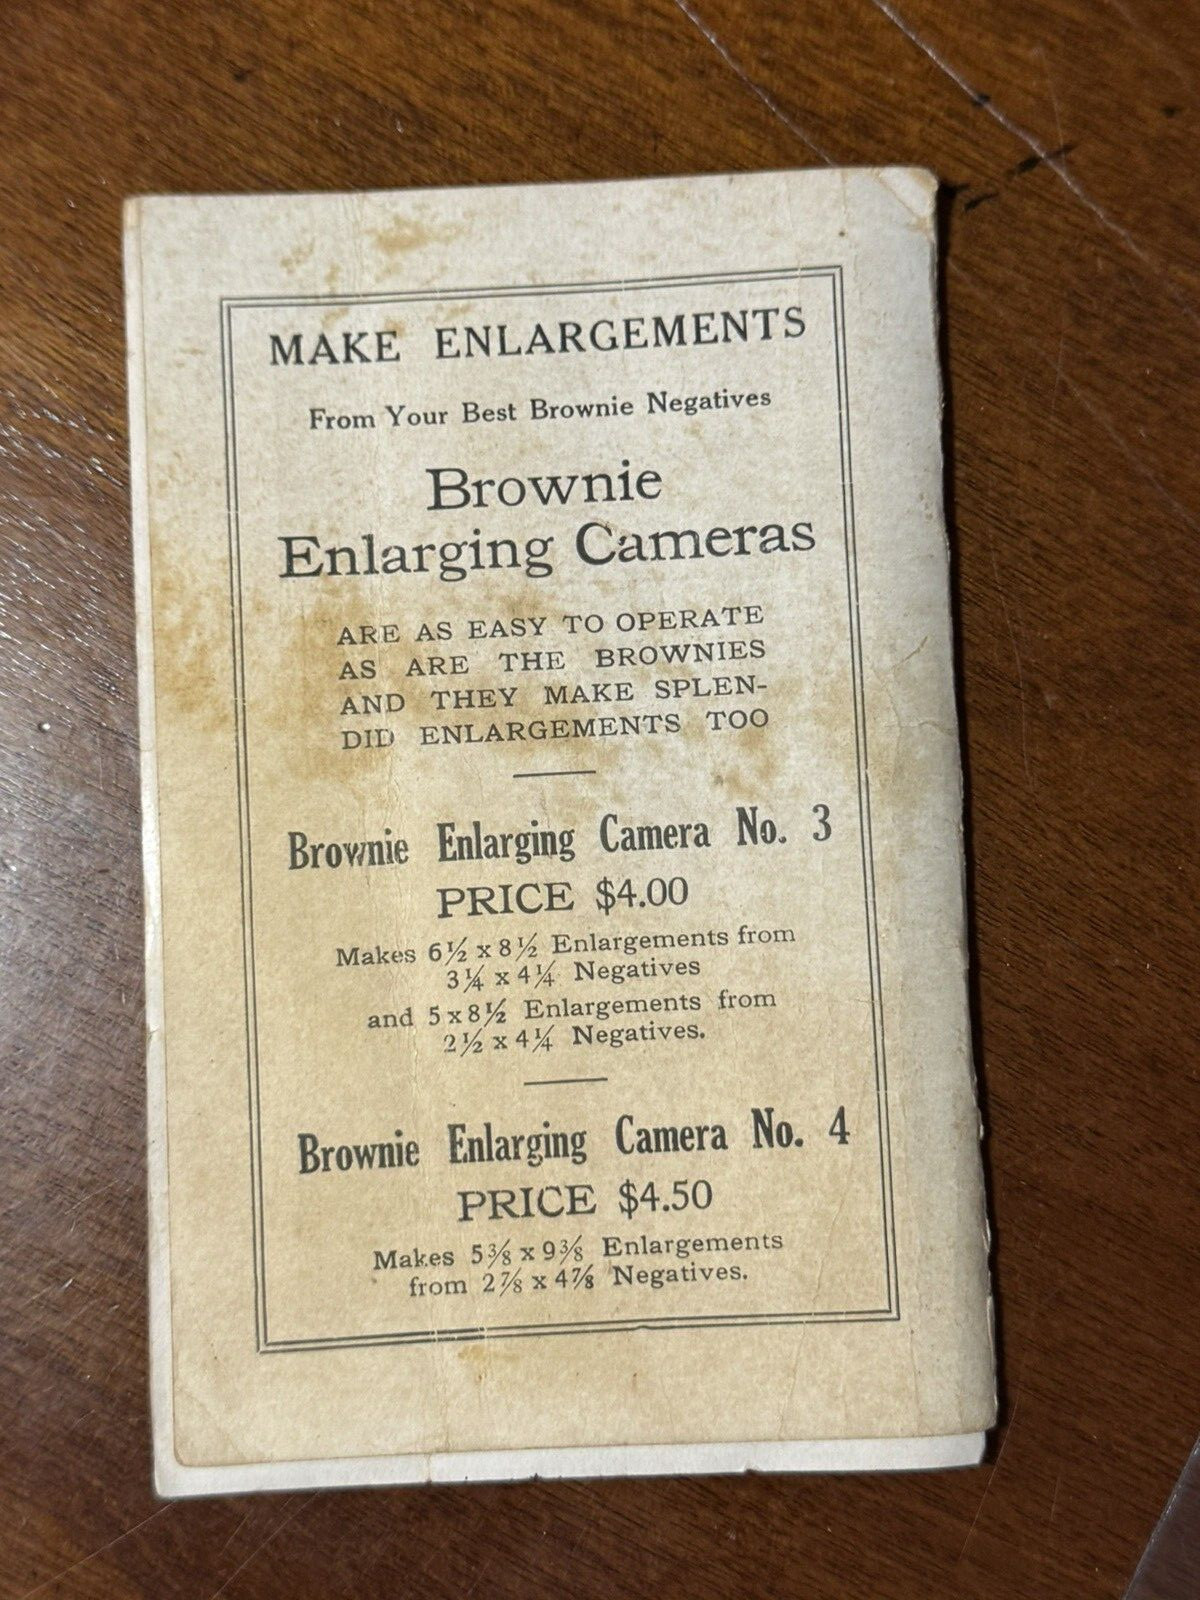 MAKE ENLARGEMENTS
From Your Best Brownie Negatives
Brownie
Enlarging Cameras
ARE AS EASY TO OPERATE
AS ARE THE BROWNIES
AND THEY MAKE SPLEN-
DID ENLARGEMENTS TOO
Brownie Enlarging Camera No. 3
PRICE $4.00
Makes 6½ x 8½ Enlargements from
3¼ x 4¼ Negatives
and 5 x 8½ Enlargements from
2½ x 4¼ Negatives.
Brownie Enlarging Camera No. 4
PRICE $4.50
Makes 5⅜ x 9⅜ Enlargements
from 2⅞ x 4⅞ Negatives.